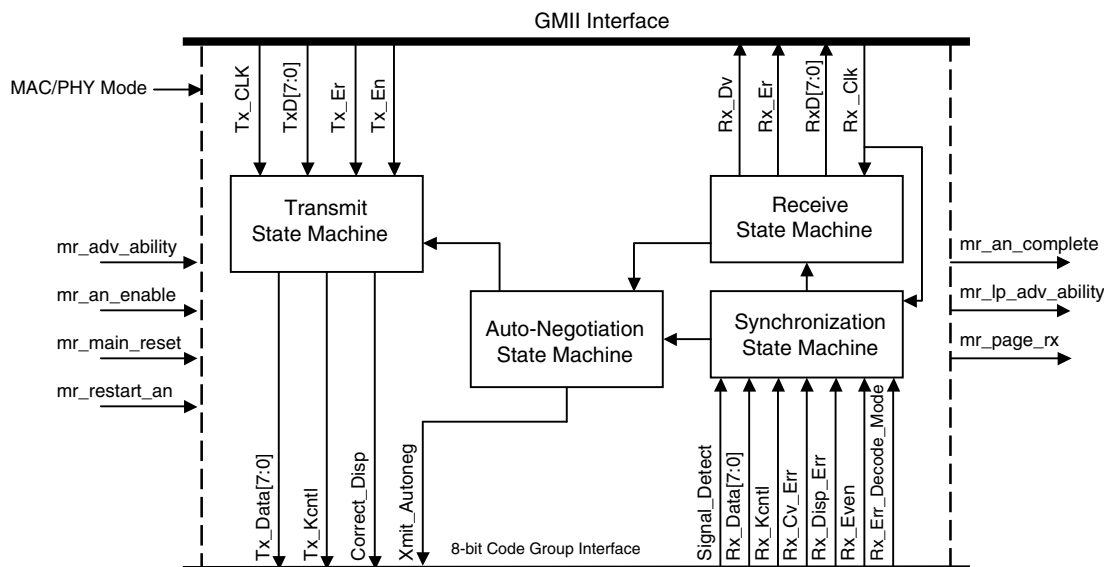 GMII Interface
MAC/PHY Mode
Tx_CLK
TxD[7:0]
Tx_Er
Tx_En
Rx_Dv
Rx_Er
RxD[7:0]
Rx_Clk
Transmit
State Machine
Receive
State Machine
mr_adv_ability
mr_an_enable
mr_main_reset
mr_restart_an
Auto-Negotiation
State Machine
Synchronization
State Machine
mr_an_complete
mr_lp_adv_ability
mr_page_rx
Tx_Data[7:0]
Tx_Kcntl
Correct_Disp
Xmit_Autoneg
8-bit Code Group Interface
Signal_Detect
Rx_Data[7:0]
Rx_Kcntl
Rx_Cv_Err
Rx_Disp_Err
Rx_Even
Rx_Err_Decode_Mode